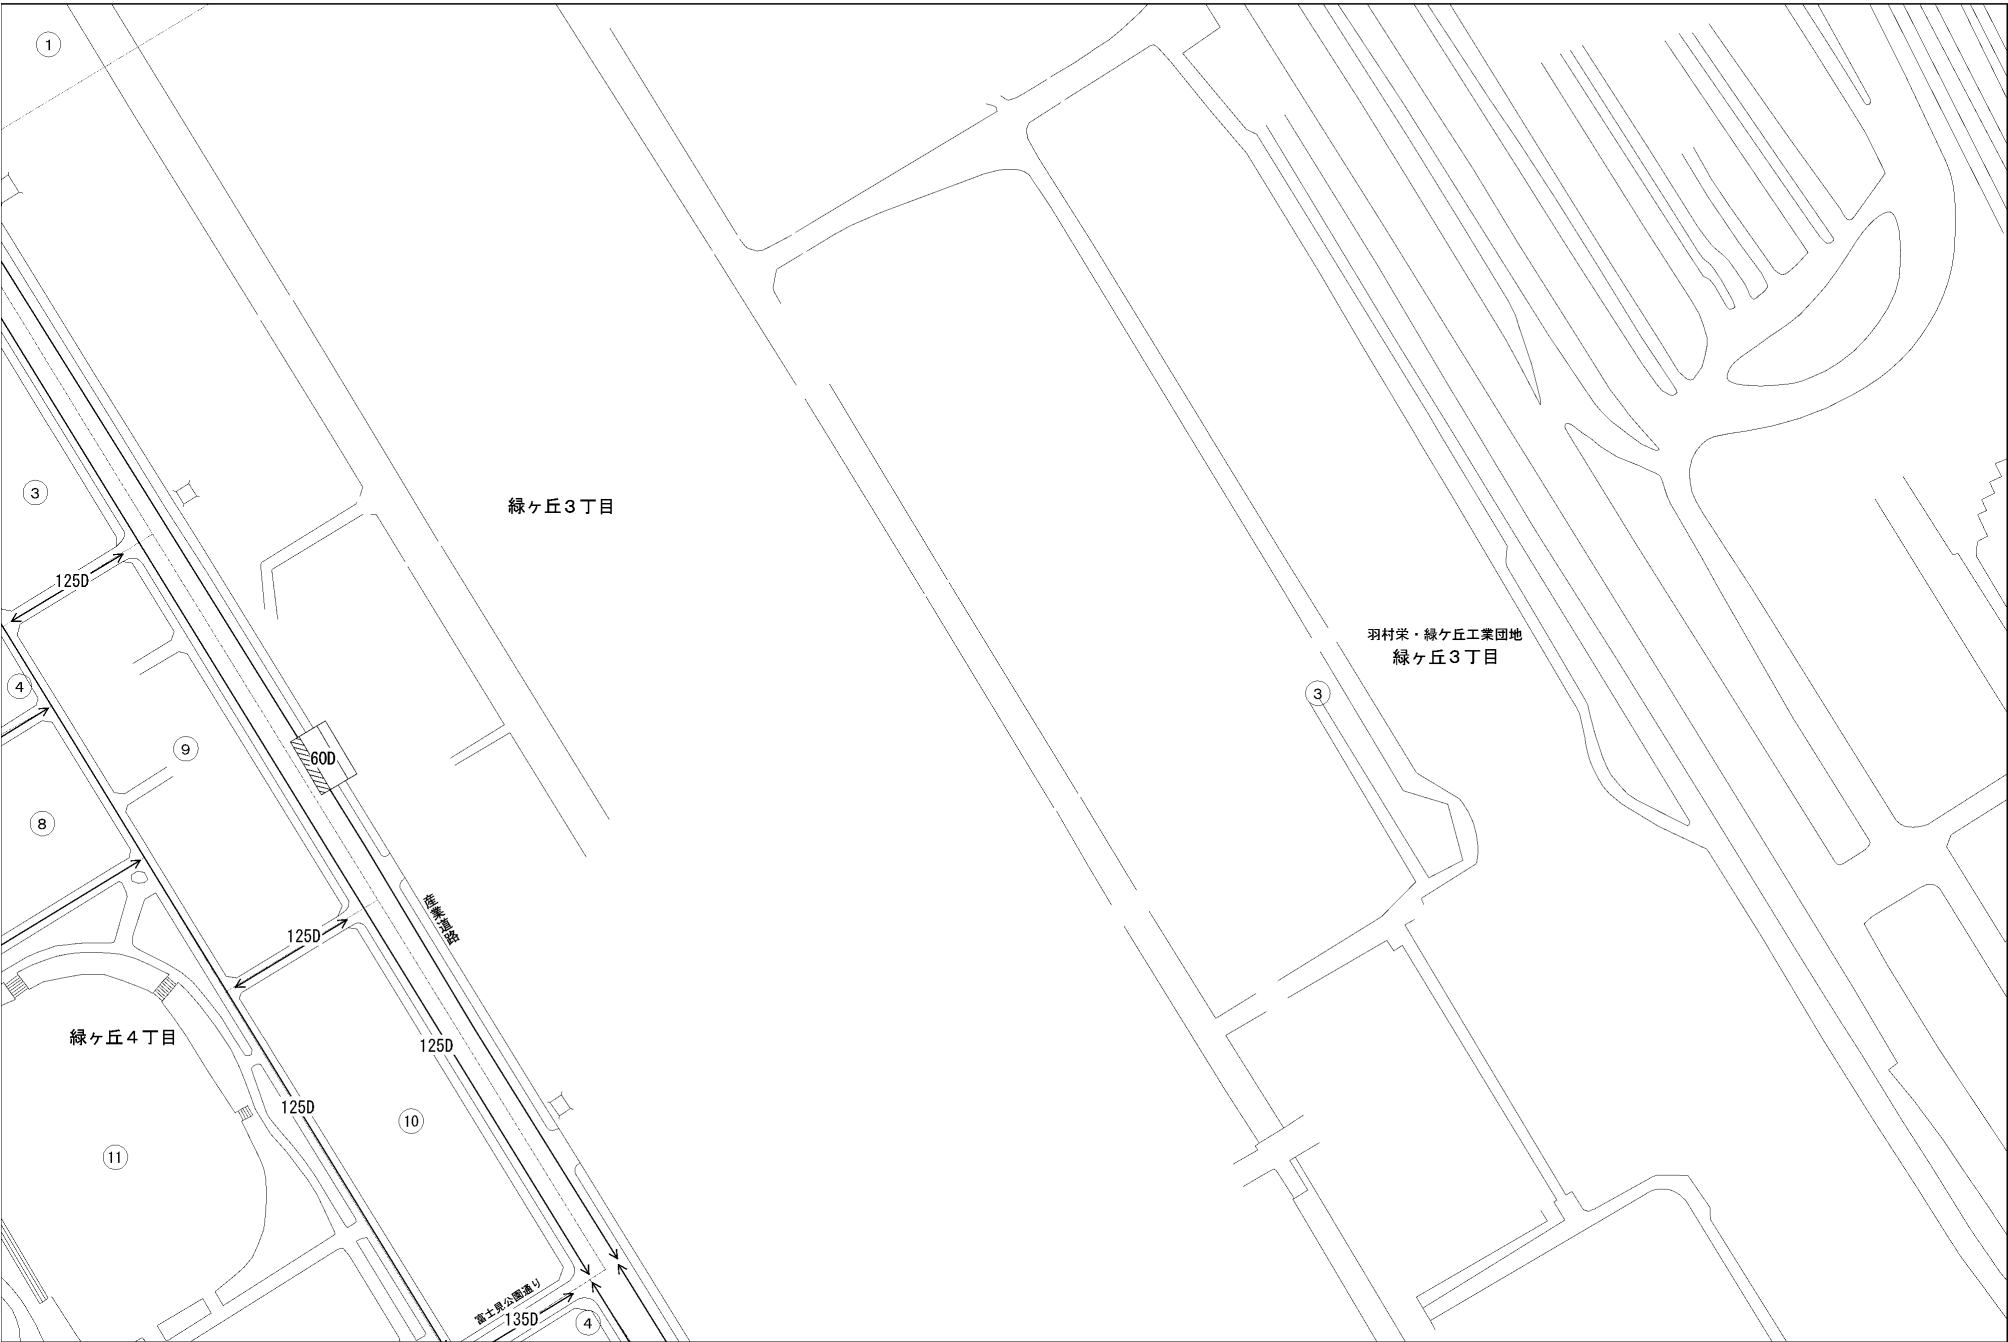 ①
③
緑ヶ丘３丁目
125D
羽村栄・緑ケ丘工業団地
緑ヶ丘３丁目
④
③
⑨
60D
⑧
産業道路
125D
緑ヶ丘４丁目
125D
125D
⑩
⑪
富士見公園通り
135D
④